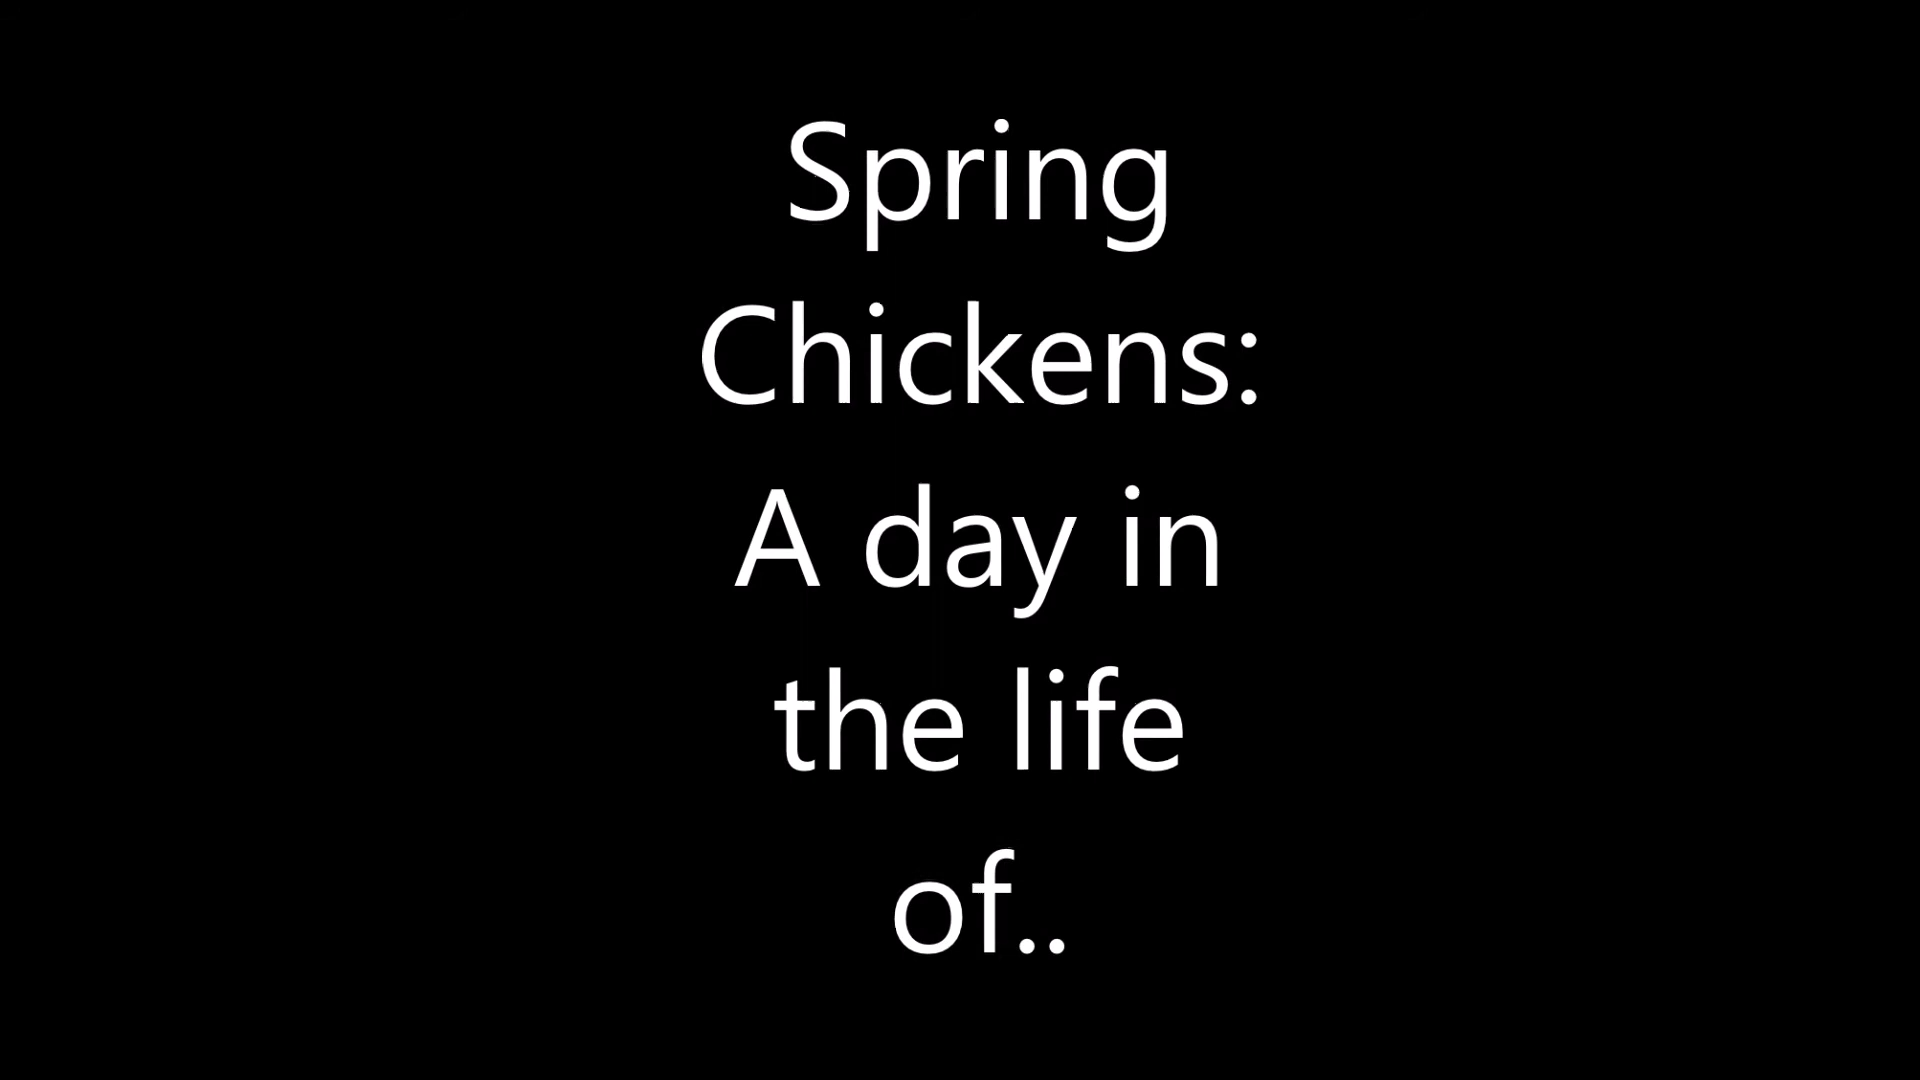 Spring
Chickens:
A day in
the life
of..